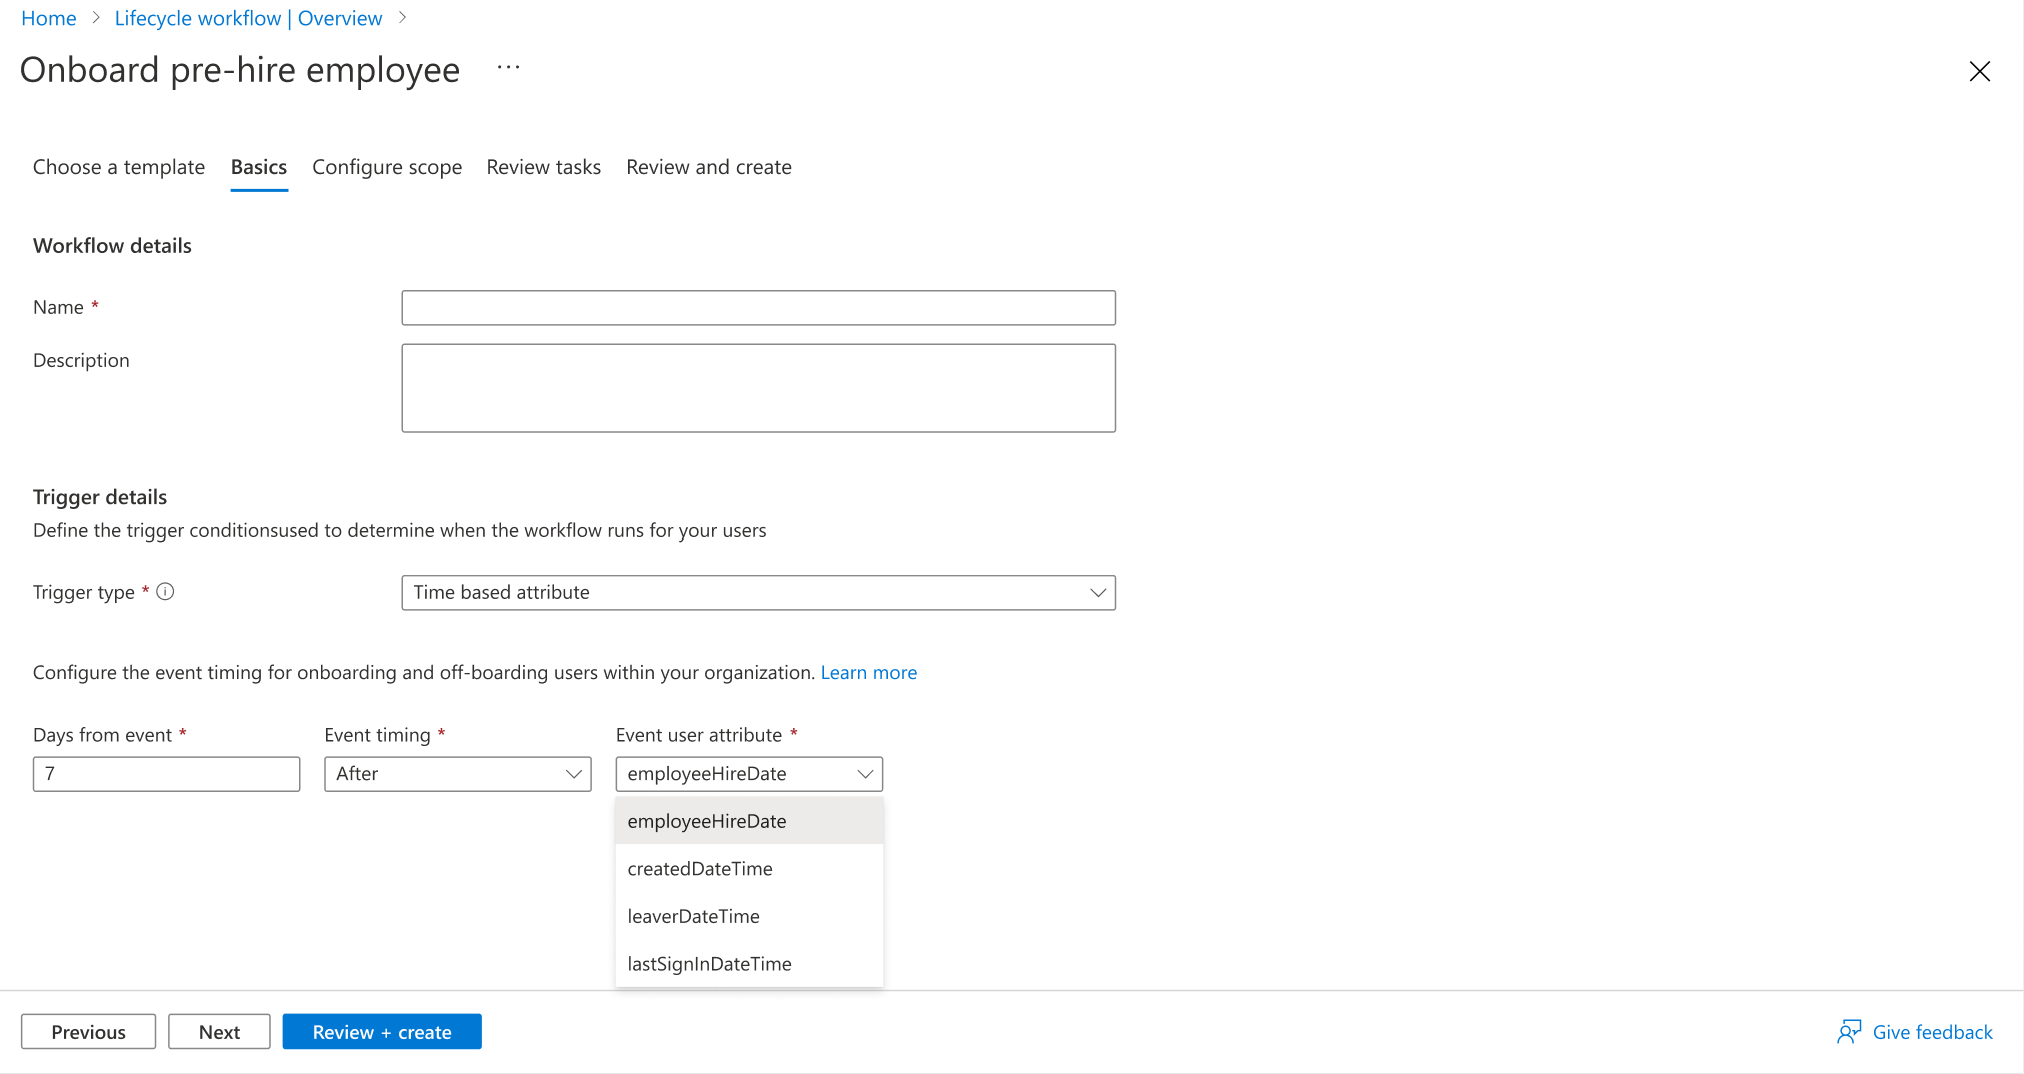 Home > Lifecycle workflow | Overview >
Onboard pre-hire employee ...
Choose a template Basics Configure scope Review tasks Review and create
Workflow details
Name *
Description
Trigger details
Define the trigger conditionsused to determine when the workflow runs for your users
Trigger type * Time based attribute
Configure the event timing for onboarding and off-boarding users within your organization. Learn more
Days from event * Event timing * Event user attribute *
7 After employeeHireDate
employeeHireDate
createdDateTime
leaverDateTime
lastSignInDateTime
Previous Next Review + create Give feedback